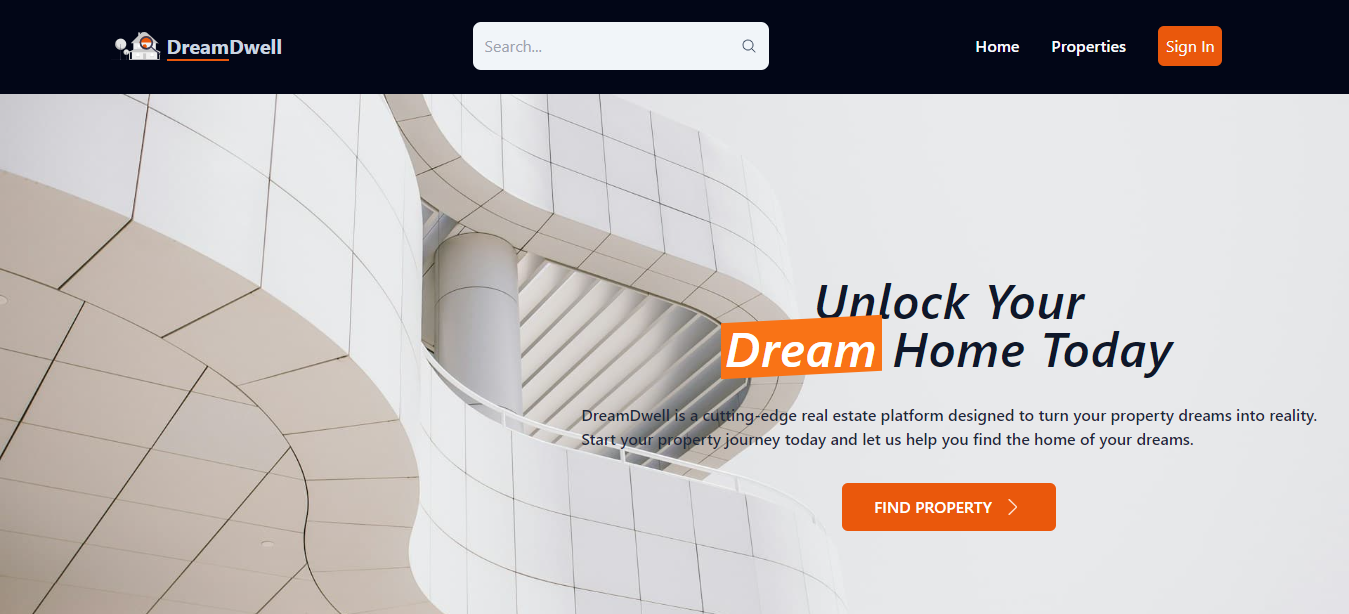 DreamDwell
Search...
Home
Properties
Sign In
Unlock Your
Dream Home Today
DreamDwell is a cutting-edge real estate platform designed to turn your property dreams into reality.
Start your property journey today and let us help you find the home of your dreams.
FIND PROPERTY